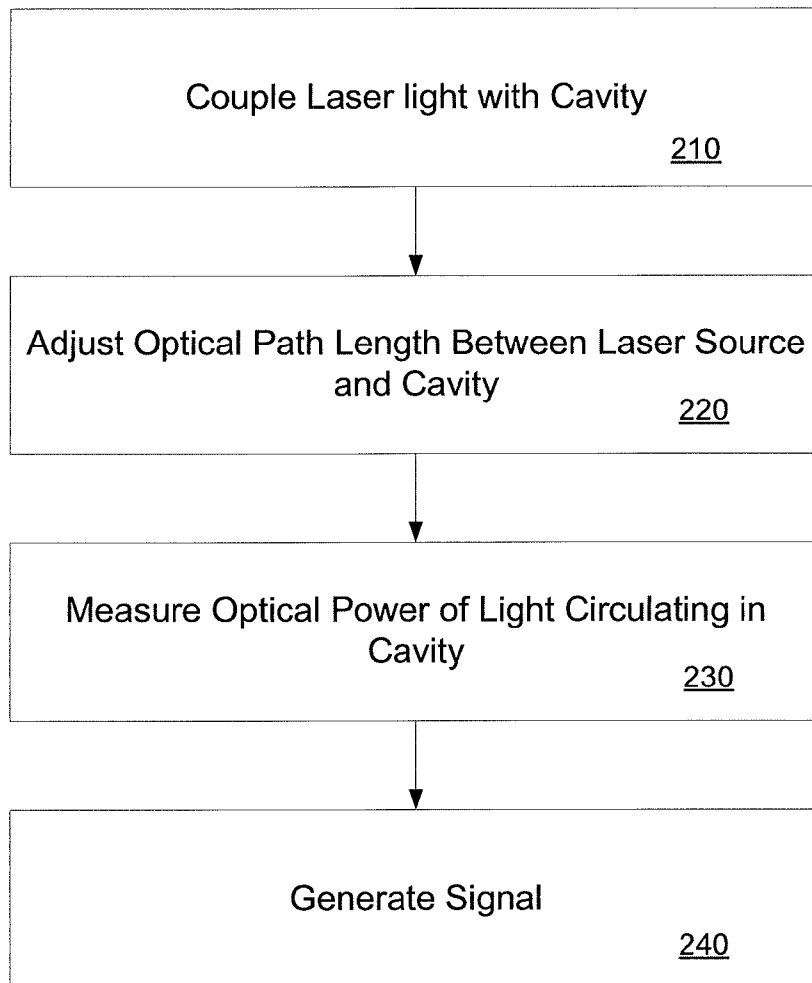 Couple Laser light with Cavity
210
Adjust Optical Path Length Between Laser Source
and Cavity
220
Measure Optical Power of Light Circulating in
Cavity
230
Generate Signal
240